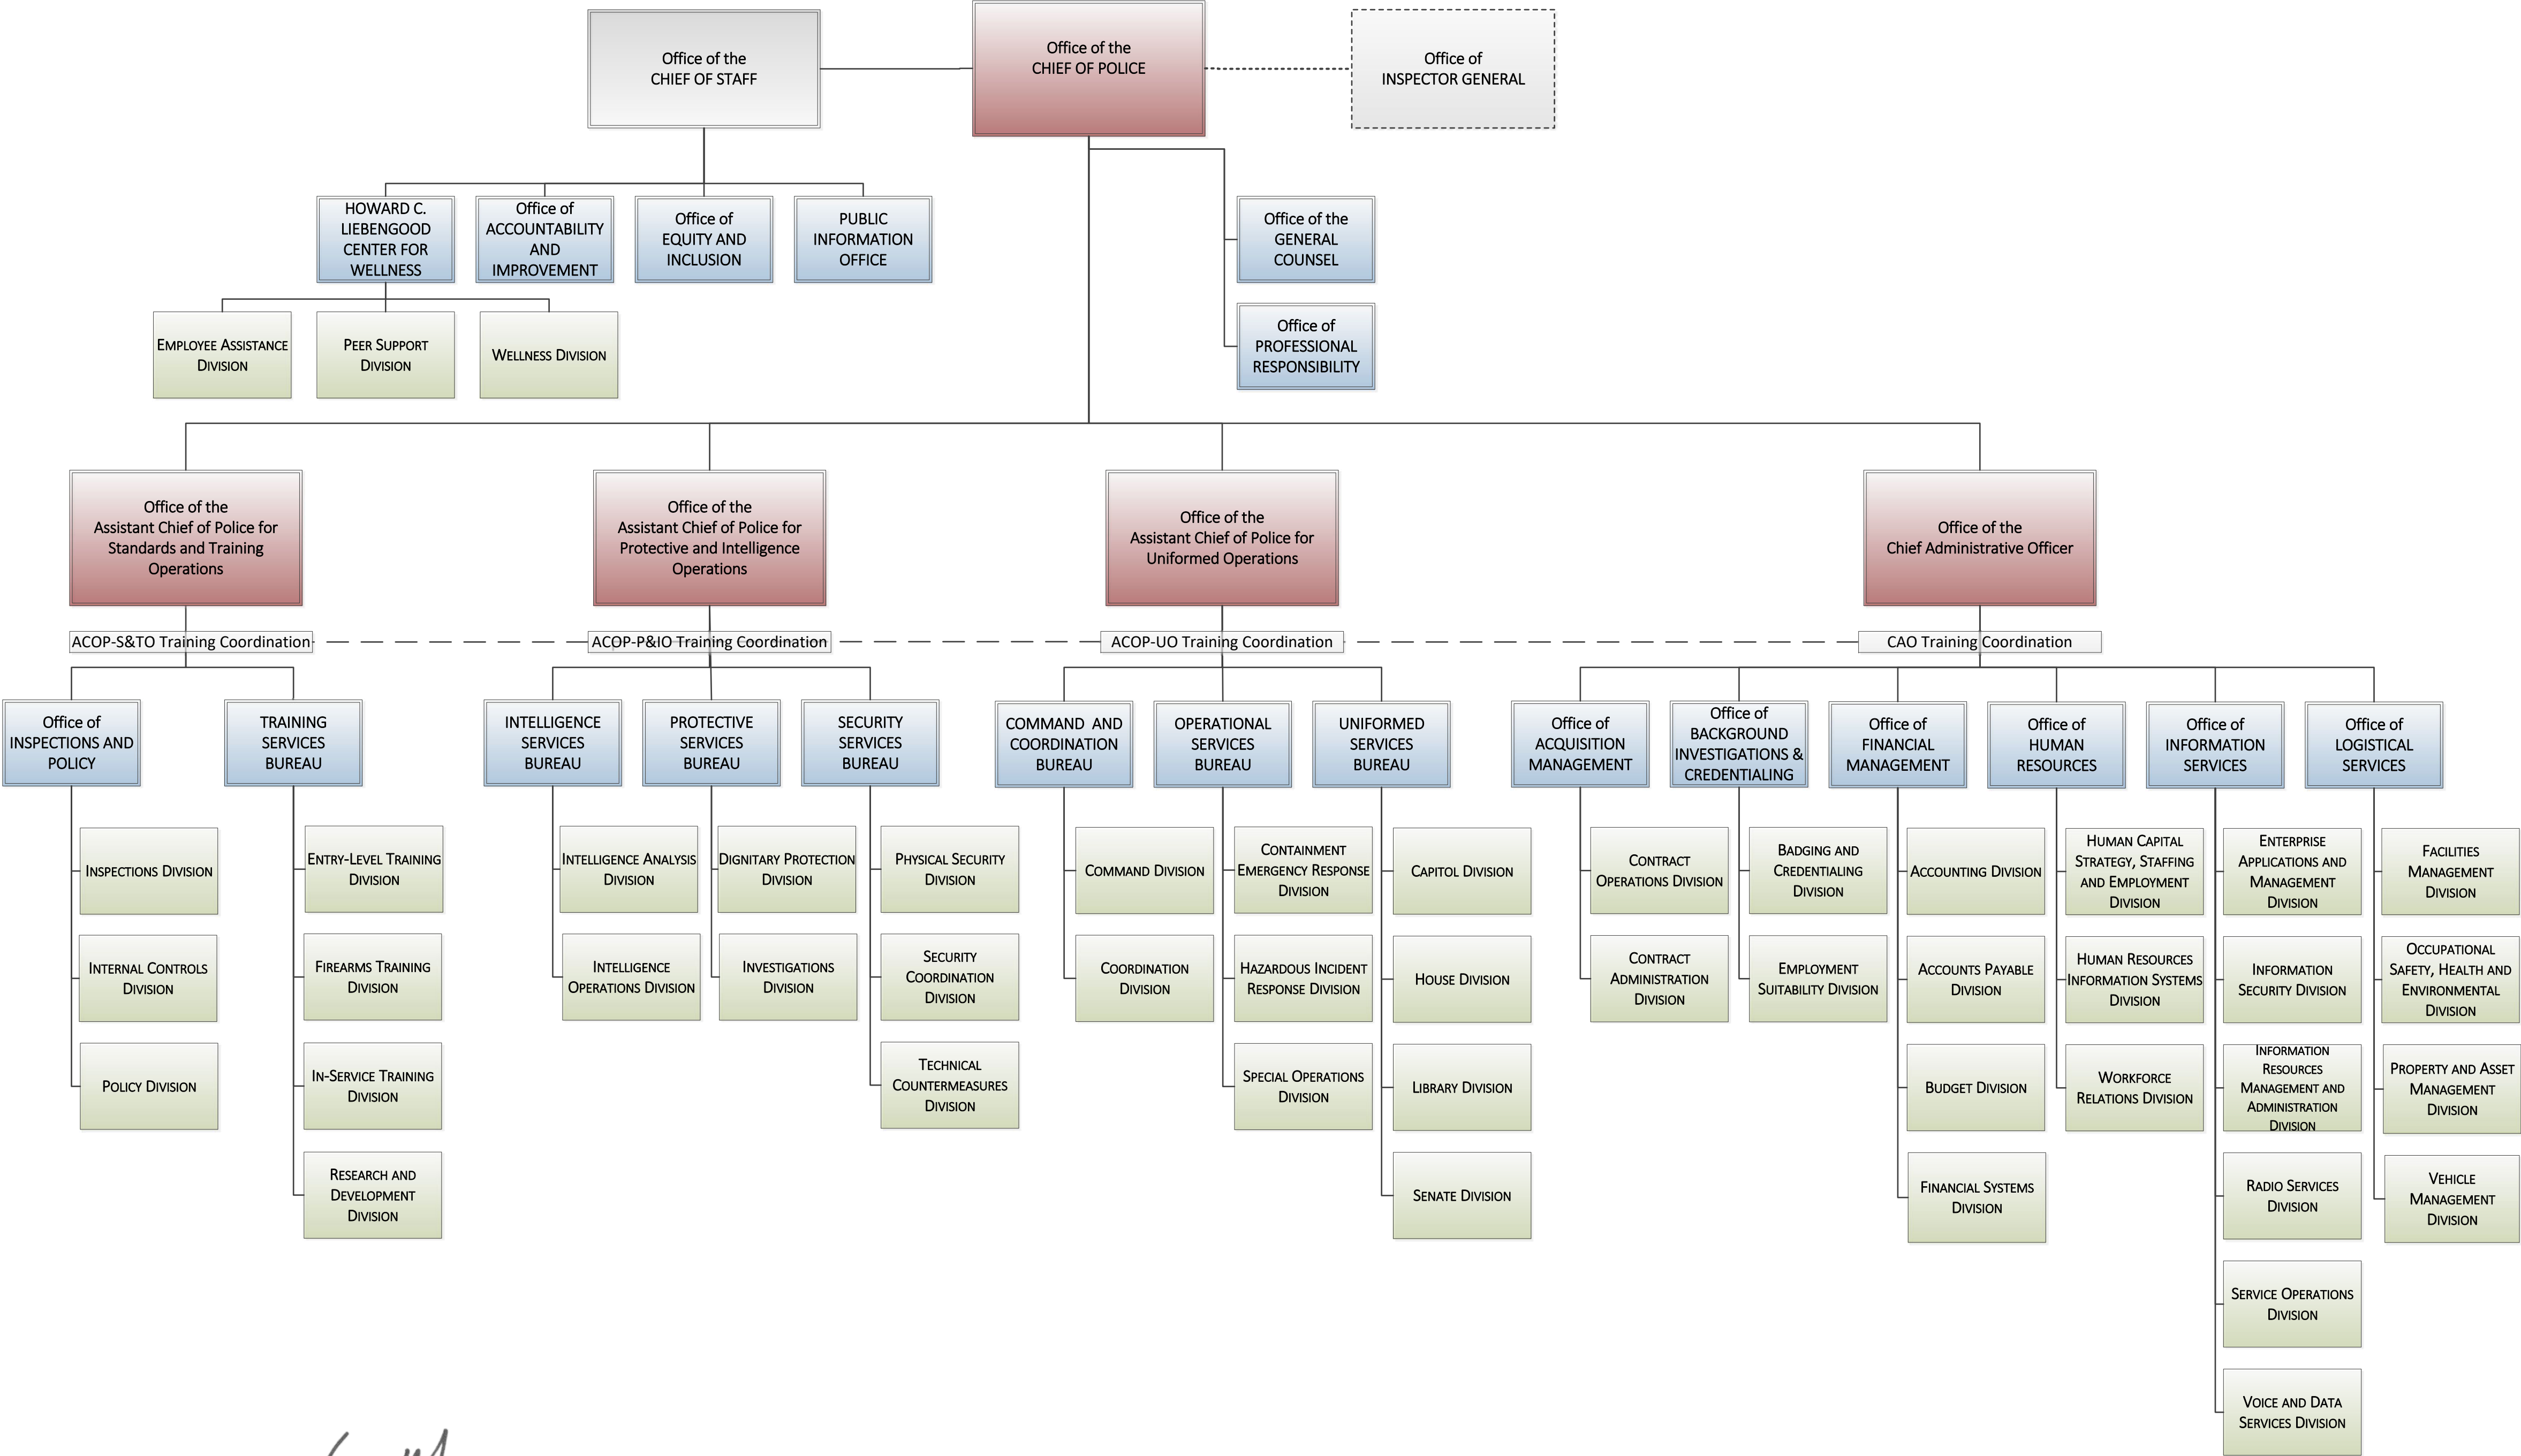 Office of the
CHIEF OF STAFF
Office of the
CHIEF OF POLICE
Office of
INSPECTOR GENERAL
HOWARD C.
LIEBENGOOD
CENTER FOR
WELLNESS
Office of
ACCOUNTABILITY
AND
IMPROVEMENT
Office of
EQUITY AND
INCLUSION
PUBLIC
INFORMATION
OFFICE
Office of the
GENERAL
COUNSEL
EMPLOYEE ASSISTANCE
DIVISION
PEER SUPPORT
DIVISION
WELLNESS DIVISION
Office of
PROFESSIONAL
RESPONSIBILITY
Office of the
Assistant Chief of Police for
Standards and Training
Operations
Office of the
Assistant Chief of Police for
Protective and Intelligence
Operations
Office of the
Assistant Chief of Police for
Uniformed Operations
Office of the
Chief Administrative Officer
ACOP-S&TO Training Coordination
ACOP-P&IO Training Coordination
ACOP-UO Training Coordination
CAO Training Coordination
Office of
INSPECTIONS AND
POLICY
TRAINING
SERVICES
BUREAU
INTELLIGENCE
SERVICES
BUREAU
PROTECTIVE
SERVICES
BUREAU
SECURITY
SERVICES
BUREAU
COMMAND AND
COORDINATION
BUREAU
OPERATIONAL
SERVICES
BUREAU
UNIFORMED
SERVICES
BUREAU
Office of
ACQUISITION
MANAGEMENT
Office of
BACKGROUND
INVESTIGATIONS &
CREDENTIALING
Office of
FINANCIAL
MANAGEMENT
Office of
HUMAN
RESOURCES
Office of
INFORMATION
SERVICES
Office of
LOGISTICAL
SERVICES
INSPECTIONS DIVISION
INTERNAL CONTROLS
DIVISION
POLICY DIVISION
ENTRY-LEVEL TRAINING
DIVISION
FIREARMS TRAINING
DIVISION
IN-SERVICE TRAINING
DIVISION
RESEARCH AND
DEVELOPMENT
DIVISION
INTELLIGENCE ANALYSIS
DIVISION
INTELLIGENCE
OPERATIONS DIVISION
DIGNITARY PROTECTION
DIVISION
INVESTIGATIONS
DIVISION
PHYSICAL SECURITY
DIVISION
SECURITY
COORDINATION
DIVISION
TECHNICAL
COUNTERMEASURES
DIVISION
COMMAND DIVISION
COORDINATION
DIVISION
CONTAINMENT
EMERGENCY RESPONSE
DIVISION
HAZARDOUS INCIDENT
RESPONSE DIVISION
SPECIAL OPERATIONS
DIVISION
CAPITOL DIVISION
HOUSE DIVISION
LIBRARY DIVISION
SENATE DIVISION
CONTRACT
OPERATIONS DIVISION
CONTRACT
ADMINISTRATION
DIVISION
BADGING AND
CREDENTIALING
DIVISION
EMPLOYMENT
SUITABILITY DIVISION
ACCOUNTING DIVISION
ACCOUNTS PAYABLE
DIVISION
BUDGET DIVISION
FINANCIAL SYSTEMS
DIVISION
HUMAN CAPITAL
STRATEGY, STAFFING
AND EMPLOYMENT
DIVISION
HUMAN RESOURCES
INFORMATION SYSTEMS
DIVISION
WORKFORCE
RELATIONS DIVISION
ENTERPRISE
APPLICATIONS AND
MANAGEMENT
DIVISION
INFORMATION
SECURITY DIVISION
INFORMATION
RESOURCES
MANAGEMENT AND
ADMINISTRATION
DIVISION
RADIO SERVICES
DIVISION
SERVICE OPERATIONS
DIVISION
VOICE AND DATA
SERVICES DIVISION
FACILITIES
MANAGEMENT
DIVISION
OCCUPATIONAL
SAFETY, HEALTH AND
ENVIRONMENTAL
DIVISION
PROPERTY AND ASSET
MANAGEMENT
DIVISION
VEHICLE
MANAGEMENT
DIVISION